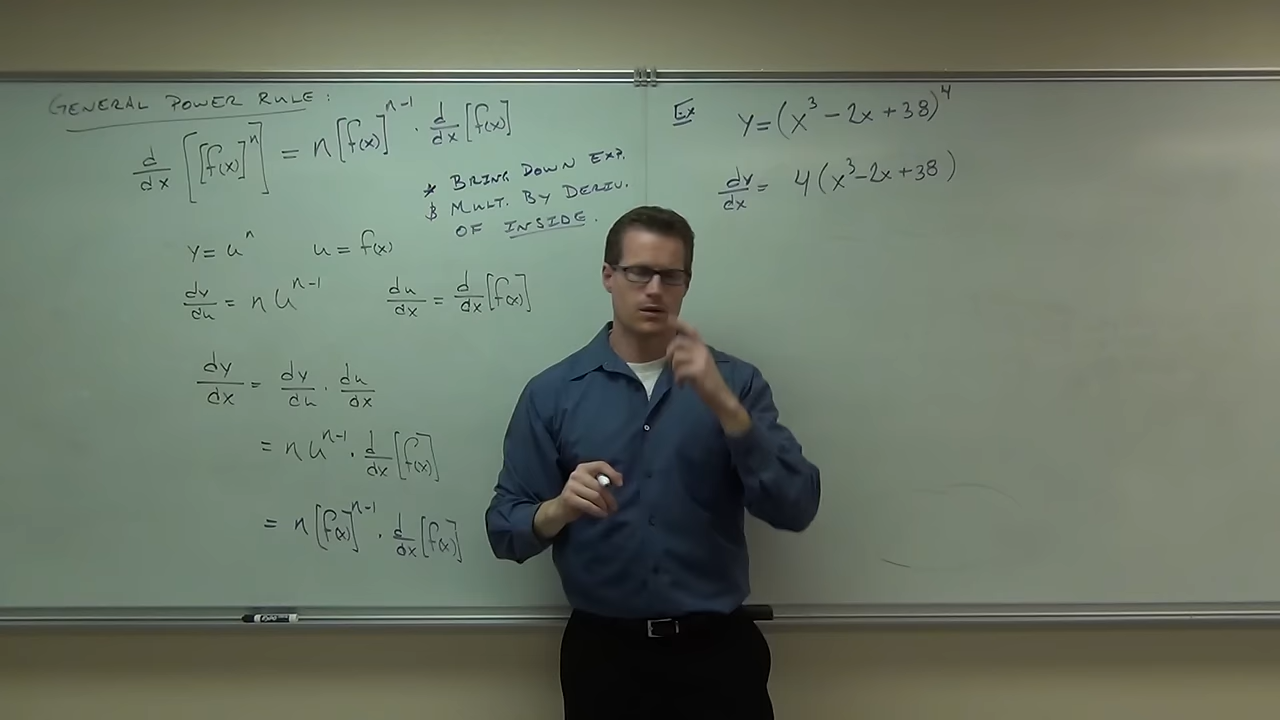 GENERAL POWER RULE:
d/dx [[f(x)]^n] = n[f(x)]^(n-1) · d/dx [f(x)]
* BRING DOWN EXP.
$ MULT. BY DERIV.
OF INSIDE.
y = u^n u = f(x)
dy/du = n u^(n-1) du/dx = d/dx [f(x)]
dy/dx = dy/du · du/dx
= n u^(n-1) · d/dx [f(x)]
= n [f(x)]^(n-1) · d/dx [f(x)]
Ex y = (x^3 - 2x + 38)^4
dy/dx = 4(x^3 - 2x + 38)
EXPO